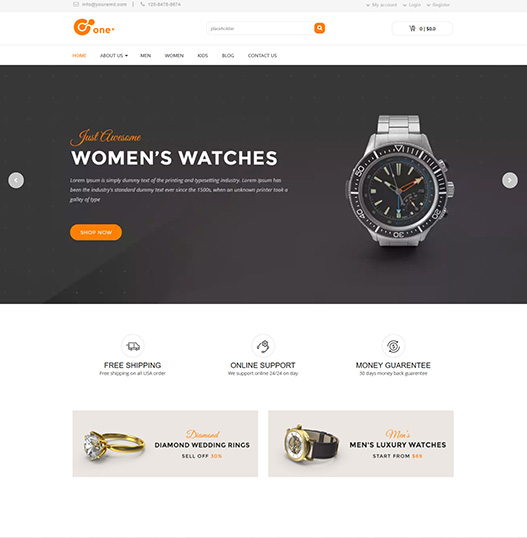 info@youremil.com 123-6475-8974 My account Login Register
one
placeholder
0 | $0.0
HOME ABOUT US MEN WOMEN KIDS BLOG CONTACT US
Just Awesome
WOMEN'S WATCHES
Lorem Ipsum is simply dummy text of the printing and typesetting industry. Lorem Ipsum has
been the industry's standard dummy text ever since the 1500s, when an unknown printer took a
galley of type
SHOP NOW
FREE SHIPPING
Free shipping on all USA order
ONLINE SUPPORT
We support online 24/24 on day
MONEY GUARENTEE
30 days money back guarentee
Diamond
DIAMOND WEDDING RINGS
SELL OFF 30%
Men's
MEN'S LUXURY WATCHES
START FROM $69